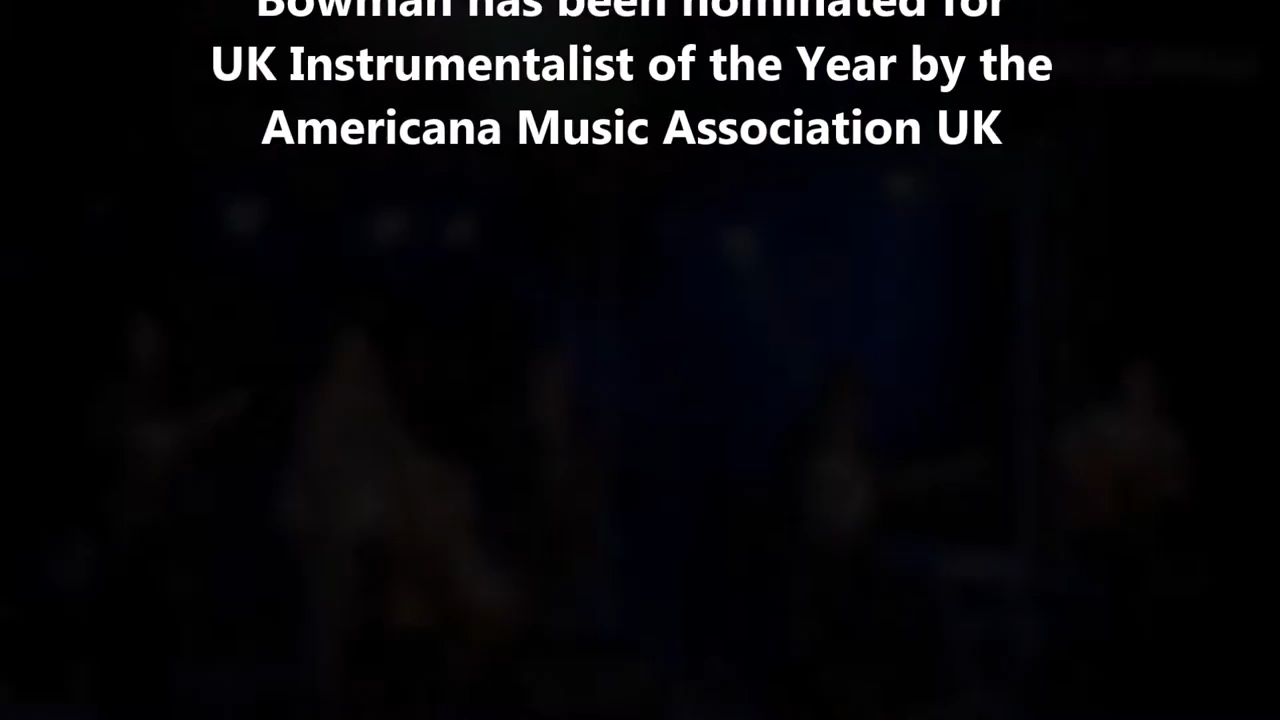 Bowman has been nominated for
UK Instrumentalist of the Year by the
Americana Music Association UK